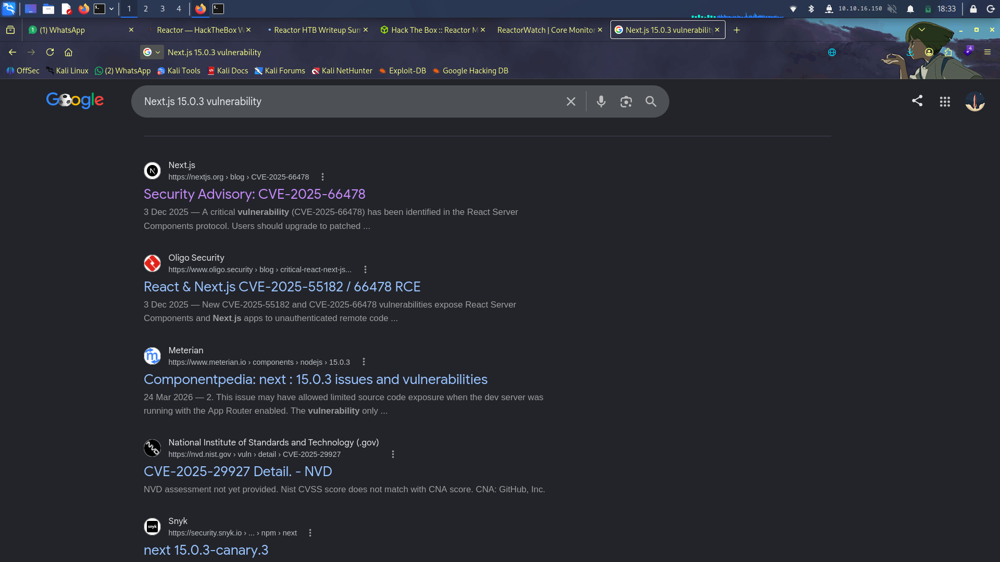 1 2 3 4 10.10.16.150 18:33
1 (1) WhatsApp Reactor — HackTheBox W Reactor HTB Writeup Sum Hack The Box :: Reactor M ReactorWatch | Core Monitor Next.js 15.0.3 vulnerability
Next.js 15.0.3 vulnerability 4
OffSec Kali Linux (2) WhatsApp Kali Tools Kali Docs Kali Forums Kali NetHunter Exploit-DB Google Hacking DB
Google Next.js 15.0.3 vulnerability
Next.js
https://nextjs.org › blog › CVE-2025-66478
Security Advisory: CVE-2025-66478
3 Dec 2025 — A critical vulnerability (CVE-2025-66478) has been identified in the React Server
Components protocol. Users should upgrade to patched ...
Oligo Security
https://www.oligo.security › blog › critical-react-next-js...
React & Next.js CVE-2025-55182 / 66478 RCE
3 Dec 2025 — New CVE-2025-55182 and CVE-2025-66478 vulnerabilities expose React Server
Components and Next.js apps to unauthenticated remote code ...
m
Meterian
https://www.meterian.io › components › nodejs › 15.0.3
Componentpedia: next : 15.0.3 issues and vulnerabilities
24 Mar 2026 — 2. This issue may have allowed limited source code exposure when the dev server was
running with the App Router enabled. The vulnerability only ...
NVD
National Institute of Standards and Technology (.gov)
https://nvd.nist.gov › vuln › detail › CVE-2025-29927
CVE-2025-29927 Detail. - NVD
NVD assessment not yet provided. Nist CVSS score does not match with CNA score. CNA: GitHub, Inc.
snyk
Snyk
https://security.snyk.io › ... › npm › next
next 15.0.3-canary.3